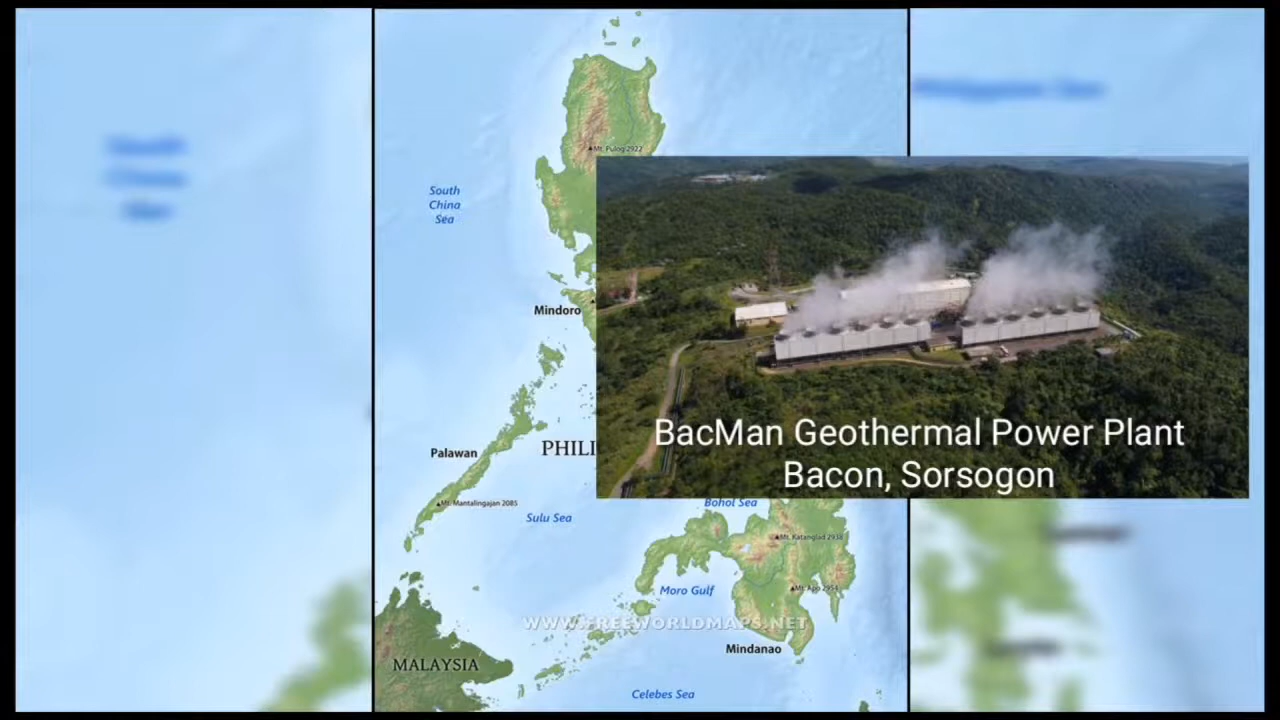 Mt. Pulog 2922
South
China
Sea
Mindoro
BacMan Geothermal Power Plant
Bacon, Sorsogon
PHILI
Palawan
Mt. Mantalingajan 2085
Sulu Sea
Bohol Sea
Mt. Katanglad 2938
Moro Gulf
Mt. Apo 2954
WWW.FREEWORLDMAPS.NET
Mindanao
MALAYSIA
Celebes Sea